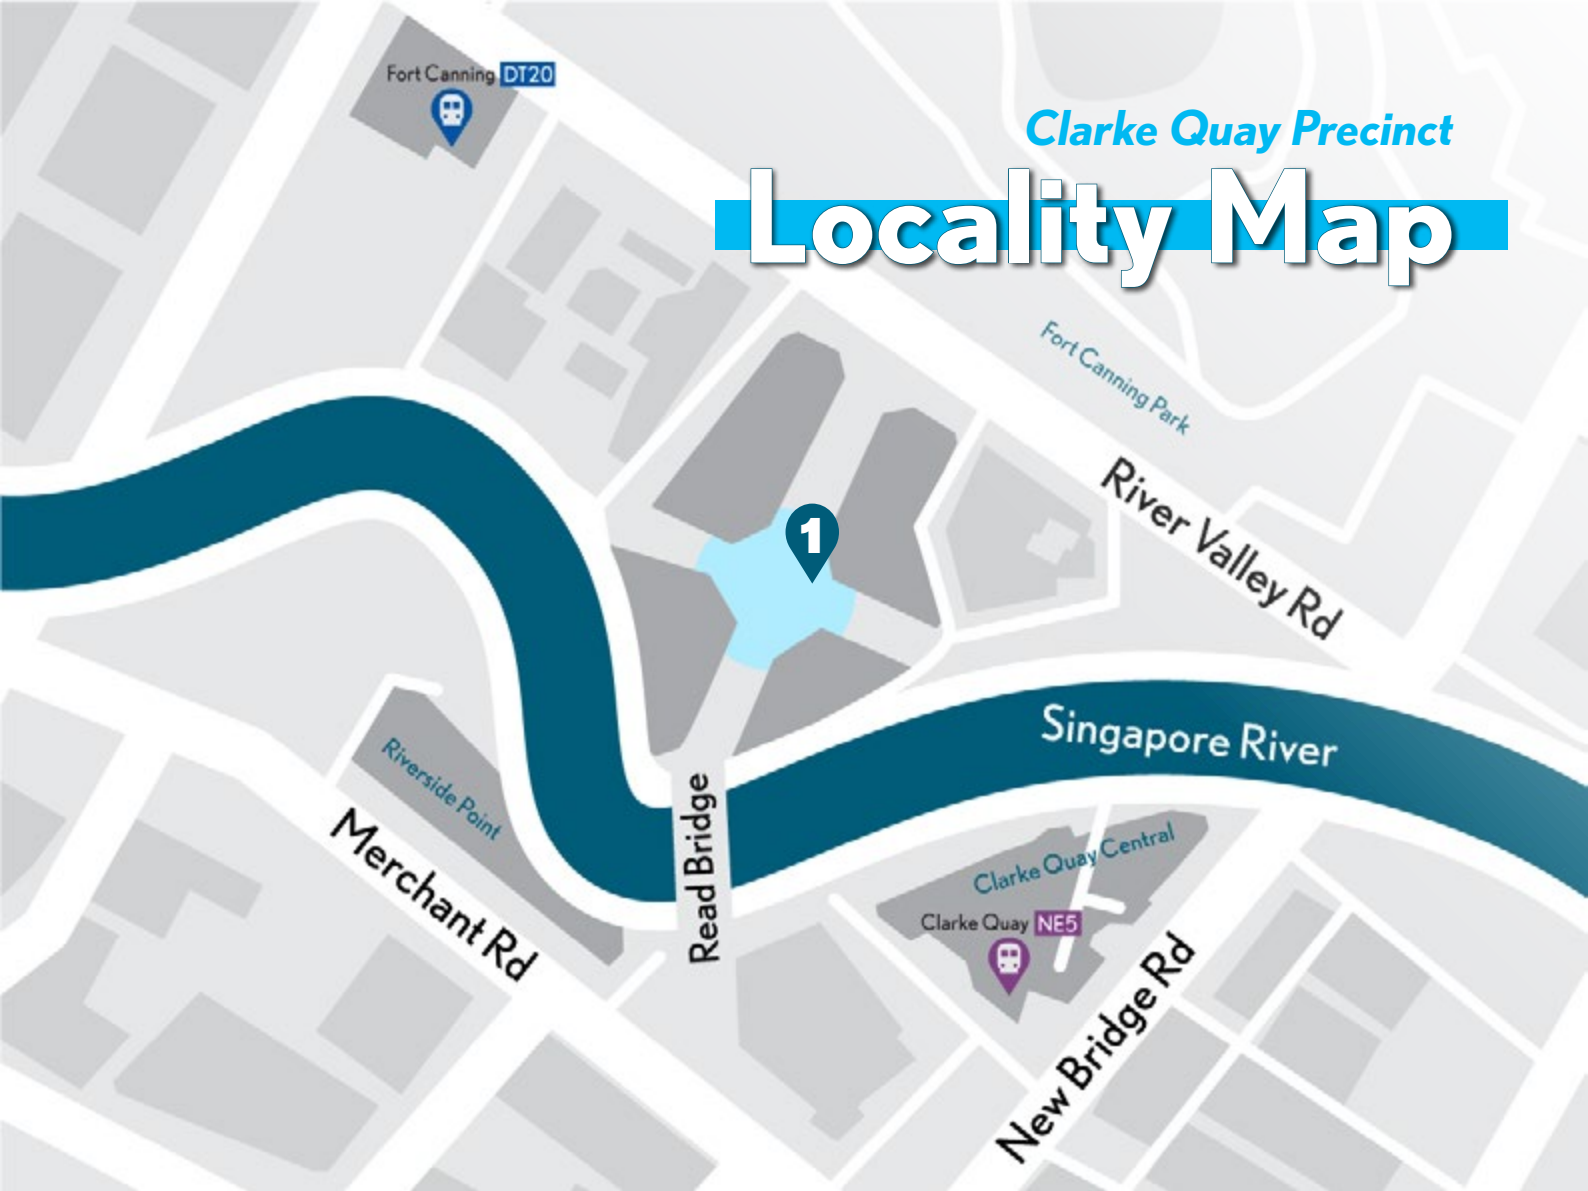 Fort Canning DT20
Clarke Quay Precinct
Locality Map
Fort Canning Park
River Valley Rd
1
Singapore River
Riverside Point
Merchant Rd
Read Bridge
Clarke Quay Central
Clarke Quay NE5
New Bridge Rd